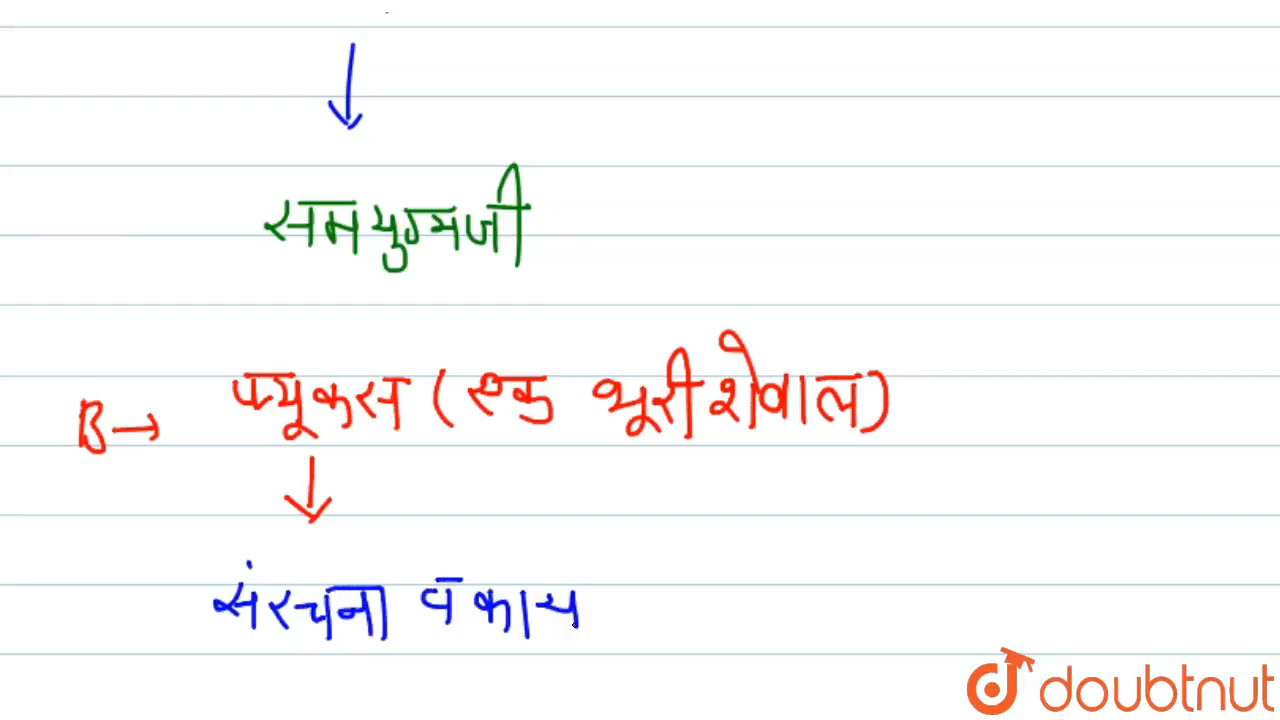 समयुग्मजी
B → फ्यूकस (एक भूरी शैवाल)
संरचना व काय
doubtnut